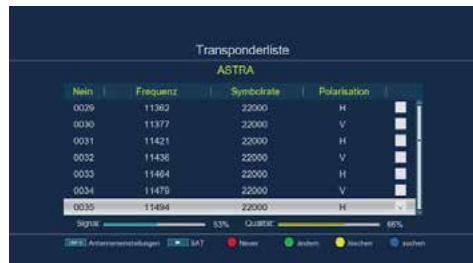 Transponderliste
ASTRA
Nein Frequenz Symbolrate Polarisation
0029 11362 22000 H
0030 11377 22000 V
0031 11421 22000 H
0032 11436 22000 V
0033 11464 22000 H
0034 11479 22000 V
0035 11494 22000 H
Signal: 53% Qualität: 66%
Antenneneinstellungen SAT Neuer ändern löschen suchen